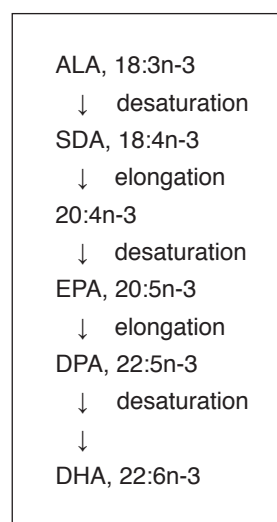 ALA, 18:3n-3
↓ desaturation
SDA, 18:4n-3
↓ elongation
20:4n-3
↓ desaturation
EPA, 20:5n-3
↓ elongation
DPA, 22:5n-3
↓ desaturation
↓
DHA, 22:6n-3